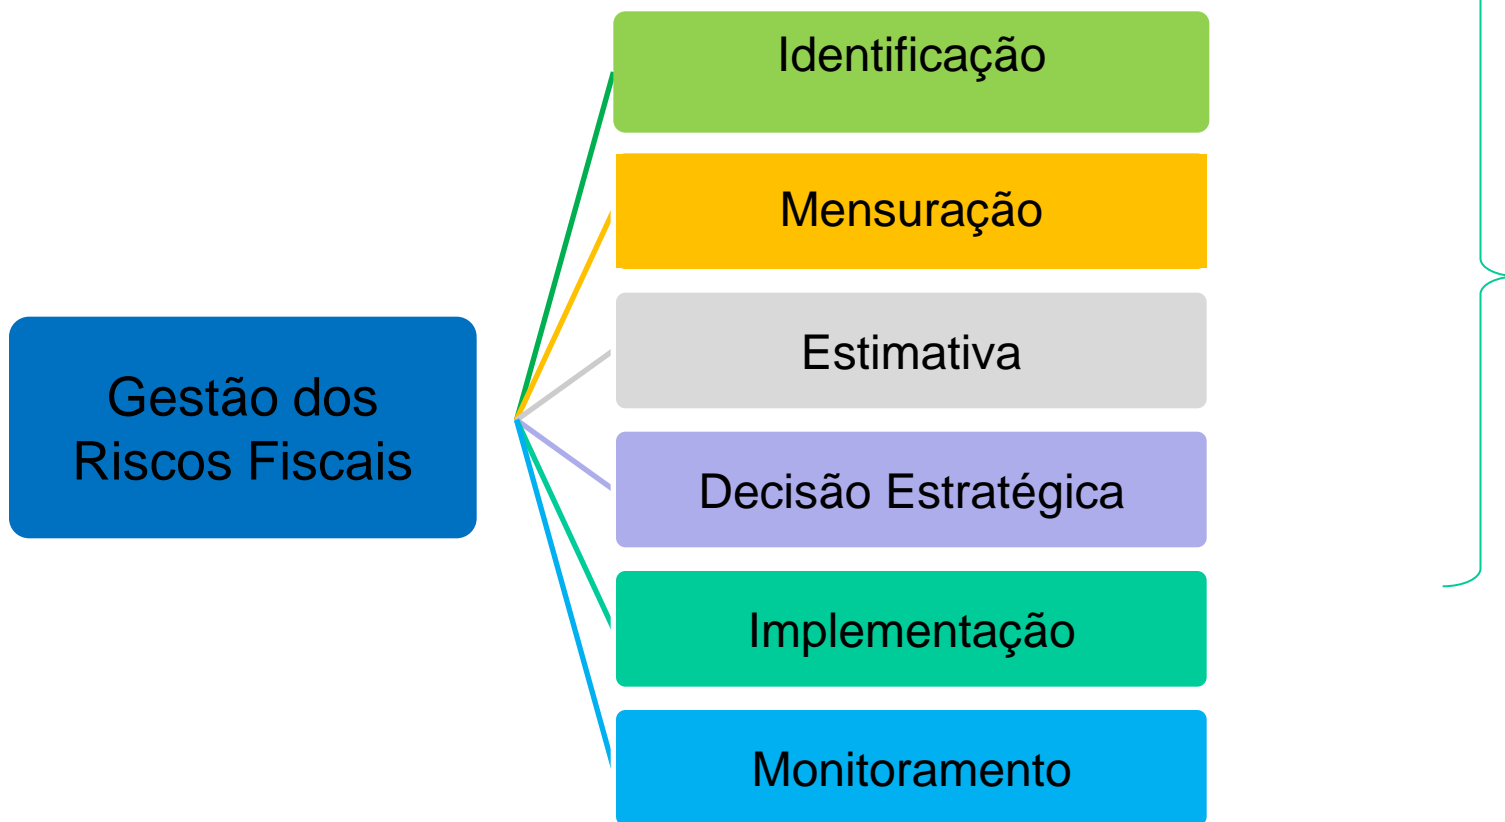 Identificação
Mensuração
Estimativa
Gestão dos
Riscos Fiscais
Decisão Estratégica
Implementação
Monitoramento